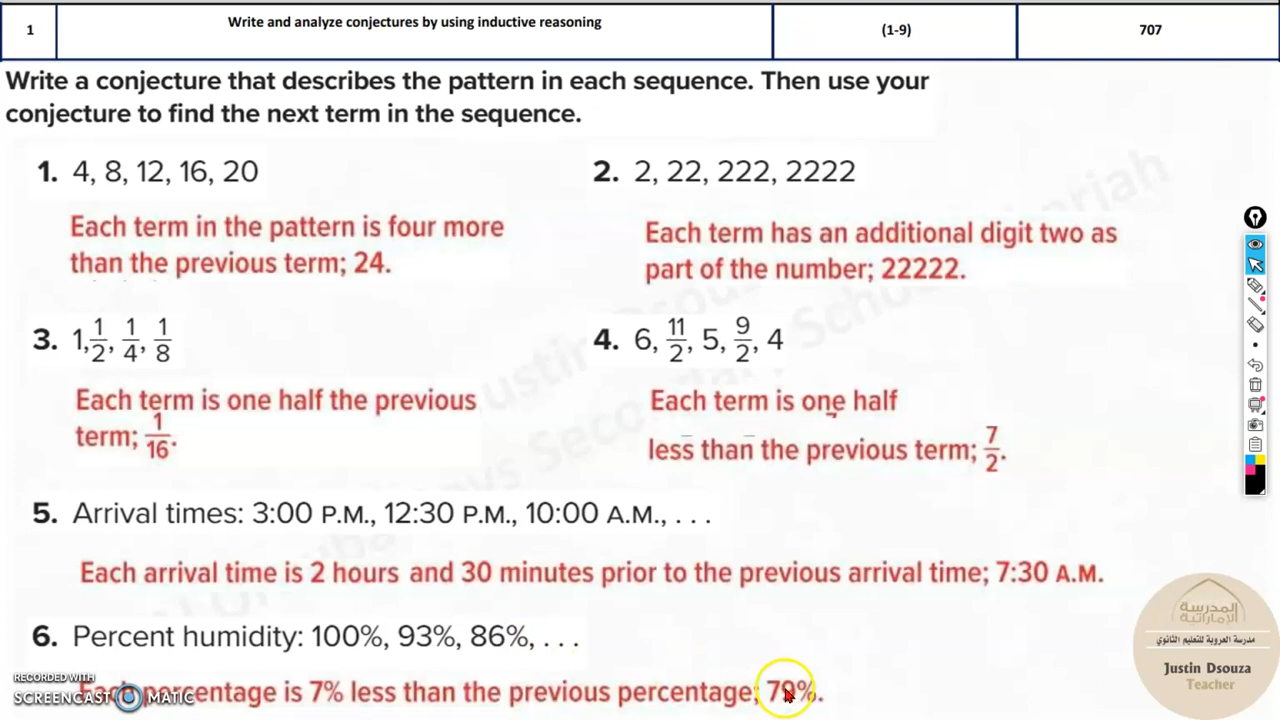 1 Write and analyze conjectures by using inductive reasoning (1-9) 707
Write a conjecture that describes the pattern in each sequence. Then use your
conjecture to find the next term in the sequence.
1. 4, 8, 12, 16, 20
Each term in the pattern is four more
than the previous term; 24.
2. 2, 22, 222, 2222
Each term has an additional digit two as
part of the number; 22222.
3. 1, 1/2, 1/4, 1/8
Each term is one half the previous
term; 1/16.
4. 6, 11/2, 5, 9/2, 4
Each term is one half
less than the previous term; 7/2.
5. Arrival times: 3:00 P.M., 12:30 P.M., 10:00 A.M., . . .
Each arrival time is 2 hours and 30 minutes prior to the previous arrival time; 7:30 A.M.
6. Percent humidity: 100%, 93%, 86%, . . .
percentage is 7% less than the previous percentage; 79%.
RECORDED WITH
SCREENCAST MATIC
المدرسة
الإماراتية
مدرسة العروبة للتعليم الثانوي
Justin Dsouza
Teacher